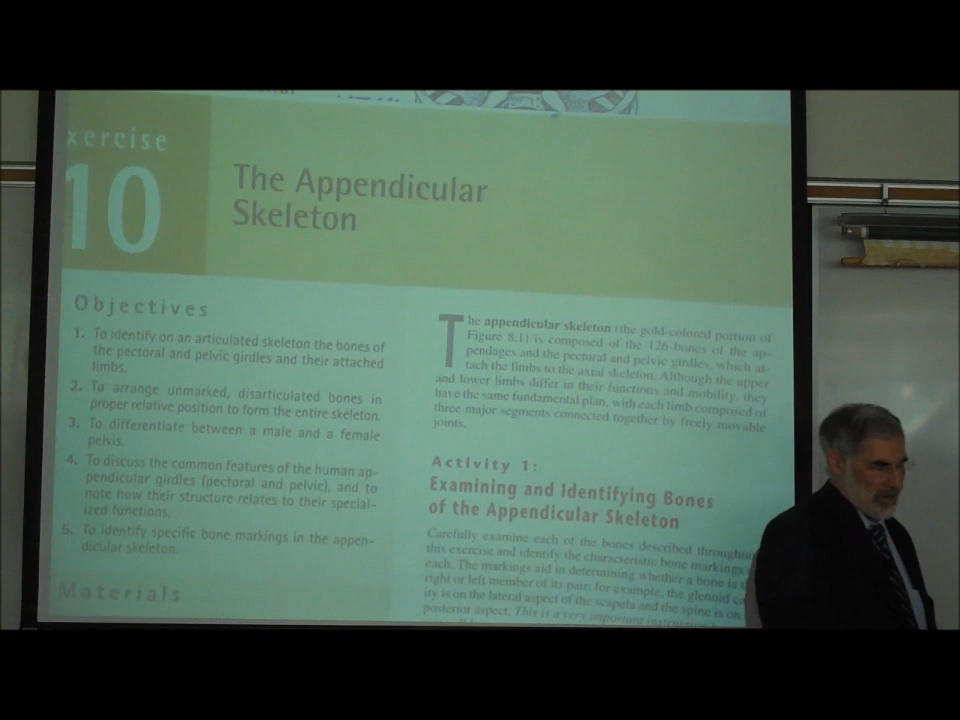 xercise
10
The Appendicular
Skeleton
Objectives
1. To identify on an articulated skeleton the bones of
the pectoral and pelvic girdles and their attached
limbs.
2. To arrange unmarked, disarticulated bones in
proper relative position to form the entire skeleton.
3. To differentiate between a male and a female
pelvis.
4. To discuss the common features of the human ap-
pendicular girdles (pectoral and pelvic), and to
note how their structure relates to their special-
ized functions.
5. To identify specific bone markings in the appen-
dicular skeleton.
Materials
The appendicular skeleton (the gold-colored portion of
Figure 8.1) is composed of the 126 bones of the ap-
pendages and the pectoral and pelvic girdles, which at-
tach the limbs to the axial skeleton. Although the upper
and lower limbs differ in their functions and mobility, they
have the same fundamental plan, with each limb composed of
three major segments connected together by freely movable
joints.
Activity 1:
Examining and Identifying Bones
of the Appendicular Skeleton
Carefully examine each of the bones described throughout
this exercise and identify the characteristic bone markings
each. The markings aid in determining whether a bone is t
right or left member of its pair; for example, the glenoid c
ity is on the lateral aspect of the scapula and the spine is on
posterior aspect. This is a very important instruction